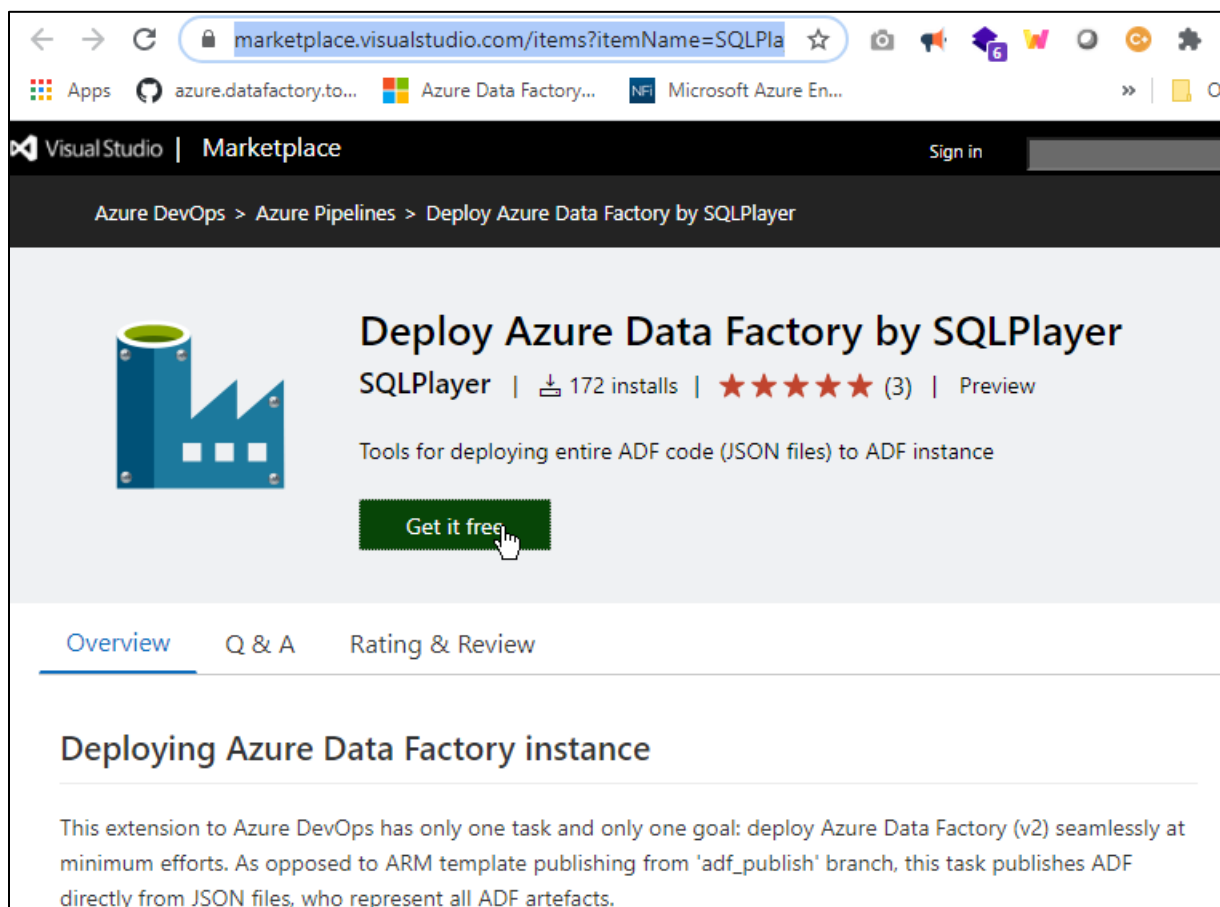 marketplace.visualstudio.com/items?itemName=SQLPla
6
Apps azure.datafactory.to... Azure Data Factory... NFi Microsoft Azure En... »
Visual Studio | Marketplace Sign in
Azure DevOps > Azure Pipelines > Deploy Azure Data Factory by SQLPlayer
Deploy Azure Data Factory by SQLPlayer
SQLPlayer | 172 installs | (3) | Preview
Tools for deploying entire ADF code (JSON files) to ADF instance
Get it free
Overview Q & A Rating & Review
Deploying Azure Data Factory instance
This extension to Azure DevOps has only one task and only one goal: deploy Azure Data Factory (v2) seamlessly at
minimum efforts. As opposed to ARM template publishing from 'adf_publish' branch, this task publishes ADF
directly from JSON files, who represent all ADF artefacts.